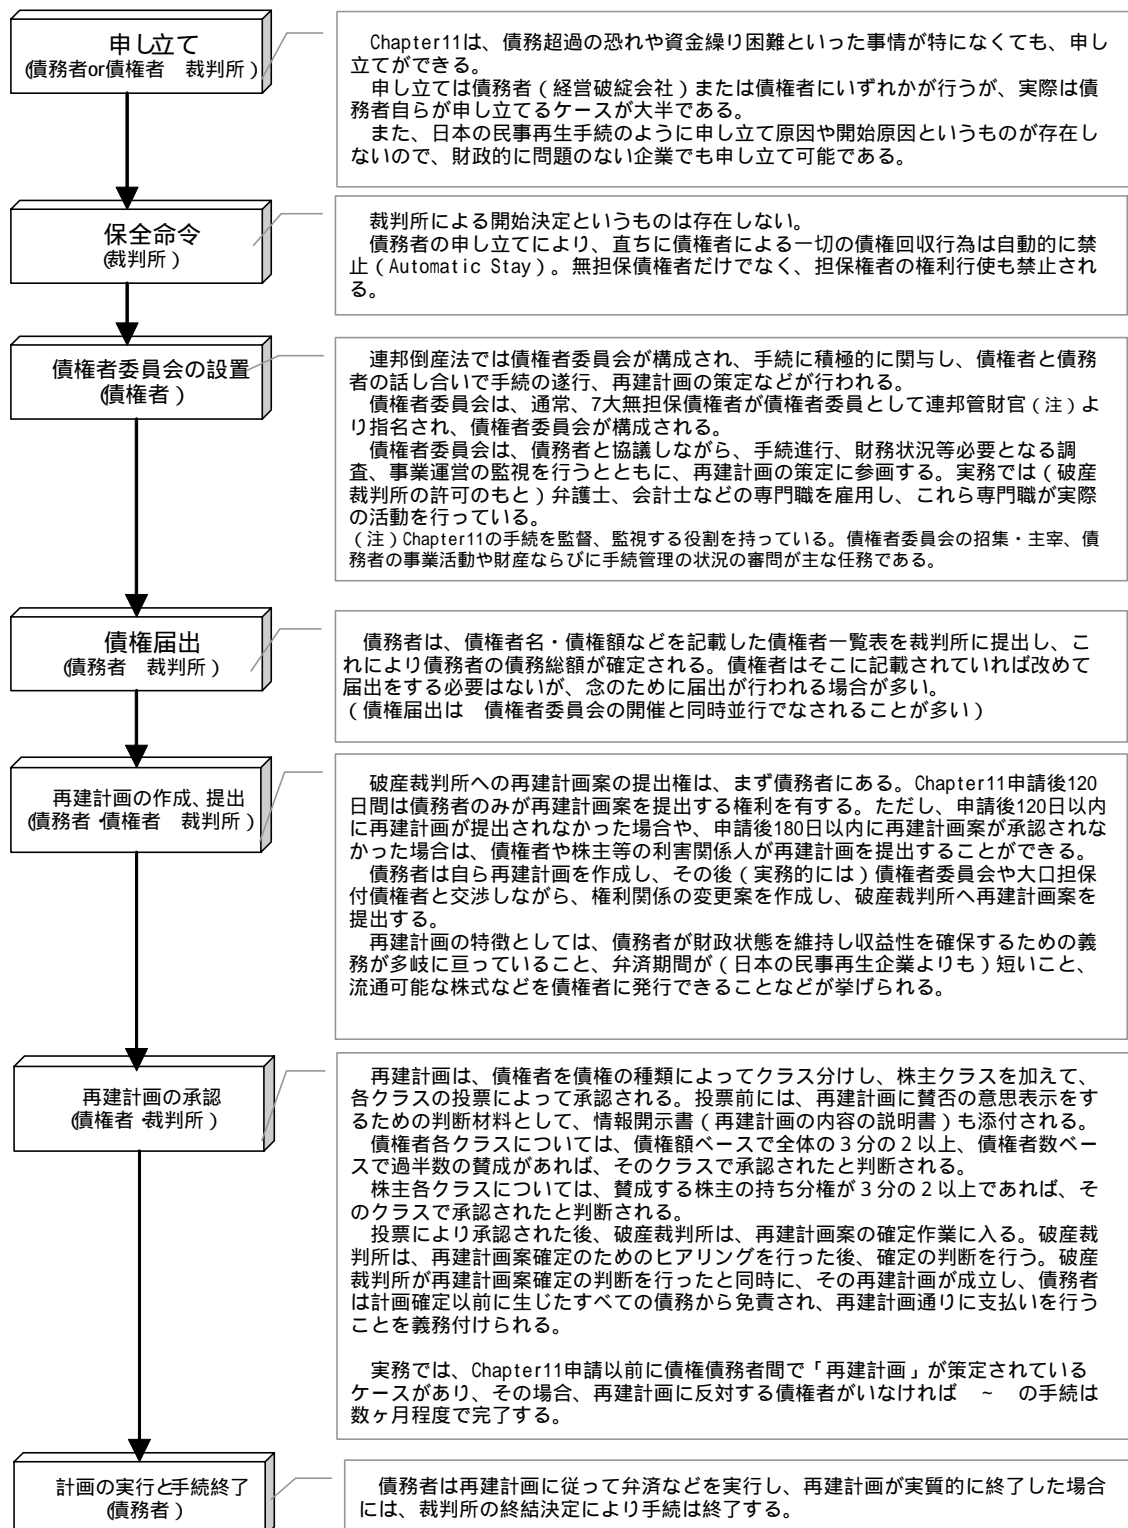 申し立て
(債務者or債権者　裁判所)
Chapter11は、債務超過の恐れや資金繰り困難といった事情が特になくても、申し
立てができる。
申し立ては債務者(経営破綻会社)または債権者にいずれかが行うが、実際は債
務者自らが申し立てるケースが大半である。
また、日本の民事再生手続のように申し立て原因や開始原因というものが存在し
ないので、財政的に問題のない企業でも申し立て可能である。
保全命令
(裁判所)
裁判所による開始決定というものは存在しない。
債務者の申し立てにより、直ちに債権者による一切の債権回収行為は自動的に禁
止(Automatic Stay)。無担保債権者だけでなく、担保権者の権利行使も禁止され
る。
債権者委員会の設置
(債権者)
連邦倒産法では債権者委員会が構成され、手続に積極的に関与し、債権者と債務
者の話し合いで手続の遂行、再建計画の策定などが行われる。
債権者委員会は、通常、7大無担保債権者が債権者委員として連邦管財官(注)よ
り指名され、債権者委員会が構成される。
債権者委員会は、債務者と協議しながら、手続進行、財務状況等必要となる調
査、事業運営の監視を行うとともに、再建計画の策定に参画する。実務では(破産
裁判所の許可のもと)弁護士、会計士などの専門職を雇用し、これら専門職が実際
の活動を行っている。
(注)Chapter11の手続を監督、監視する役割を持っている。債権者委員会の招集・主宰、債
務者の事業活動や財産ならびに手続管理の状況の審問が主な任務である。
債権届出
(債務者　裁判所)
債務者は、債権者名・債権額などを記載した債権者一覧表を裁判所に提出し、こ
れにより債務者の債務総額が確定される。債権者はそこに記載されていれば改めて
届出をする必要はないが、念のために届出が行われる場合が多い。
(債権届出は　債権者委員会の開催と同時並行でなされることが多い)
再建計画の作成、提出
(債務者・債権者　裁判所)
破産裁判所への再建計画案の提出権は、まず債務者にある。Chapter11申請後120
日間は債務者のみが再建計画案を提出する権利を有する。ただし、申請後120日以内
に再建計画が提出されなかった場合や、申請後180日以内に再建計画案が承認されな
かった場合は、債権者や株主等の利害関係人が再建計画を提出することができる。
債務者は自ら再建計画を作成し、その後(実務的には)債権者委員会や大口担保
付債権者と交渉しながら、権利関係の変更案を作成し、破産裁判所へ再建計画案を
提出する。
再建計画の特徴としては、債務者が財政状態を維持し収益性を確保するための義
務が多岐に亘っていること、弁済期間が(日本の民事再生企業よりも)短いこと、
流通可能な株式などを債権者に発行できることなどが挙げられる。
再建計画の承認
(債権者・裁判所)
再建計画は、債権者を債権の種類によってクラス分けし、株主クラスを加えて、
各クラスの投票によって承認される。投票前には、再建計画に賛否の意思表示をす
るための判断材料として、情報開示書(再建計画の内容の説明書)も添付される。
債権者各クラスについては、債権額ベースで全体の3分の2以上、債権者数ベー
スで過半数の賛成があれば、そのクラスで承認されたと判断される。
株主各クラスについては、賛成する株主の持ち分権が3分の2以上であれば、そ
のクラスで承認されたと判断される。
投票により承認された後、破産裁判所は、再建計画案の確定作業に入る。破産裁
判所は、再建計画案確定のためのヒアリングを行った後、確定の判断を行う。破産
裁判所が再建計画案確定の判断を行ったと同時に、その再建計画が成立し、債務者
は計画確定以前に生じたすべての債務から免責され、再建計画通りに支払いを行う
ことを義務付けられる。
実務では、Chapter11申請以前に債権債務者間で「再建計画」が策定されている
ケースがあり、その場合、再建計画に反対する債権者がいなければ　~　の手続は
数ヶ月程度で完了する。
計画の実行と手続終了
(債務者)
債務者は再建計画に従って弁済などを実行し、再建計画が実質的に終了した場合
には、裁判所の終結決定により手続は終了する。